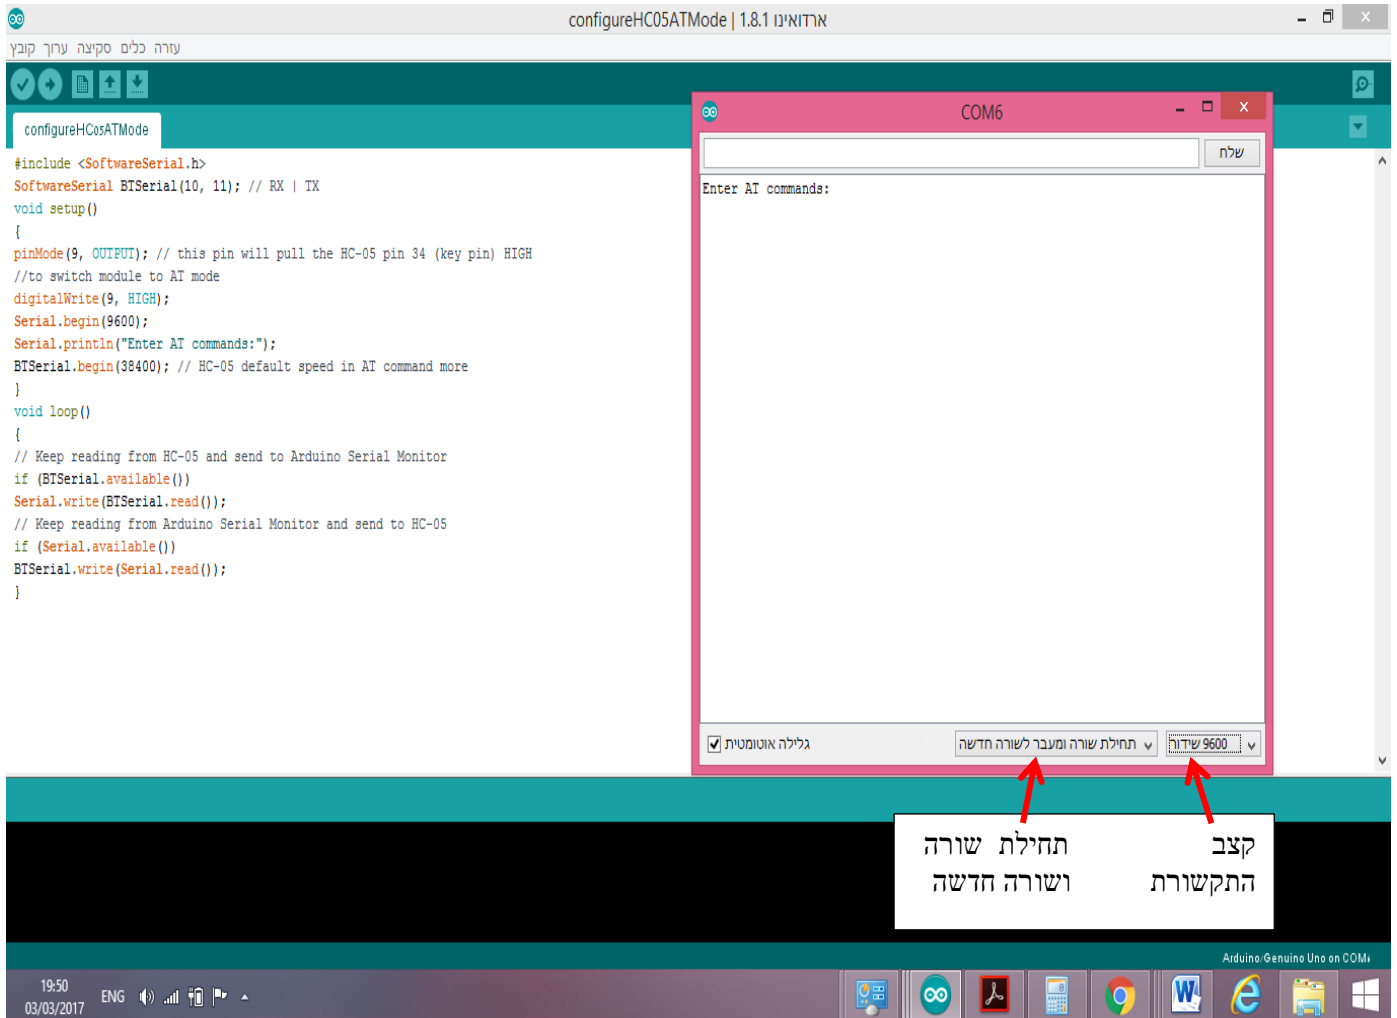 configureHC05ATMode | 1.8.1 ארדואינו
קובץ ערוך סקיצה כלים עזרה
configureHC05ATMode
#include <SoftwareSerial.h>
SoftwareSerial BTSerial(10, 11); // RX | TX
void setup()
{
pinMode(9, OUTPUT); // this pin will pull the HC-05 pin 34 (key pin) HIGH
//to switch module to AT mode
digitalWrite(9, HIGH);
Serial.begin(9600);
Serial.println("Enter AT commands:");
BTSerial.begin(38400); // HC-05 default speed in AT command more
}
void loop()
{
// Keep reading from HC-05 and send to Arduino Serial Monitor
if (BTSerial.available())
Serial.write(BTSerial.read());
// Keep reading from Arduino Serial Monitor and send to HC-05
if (Serial.available())
BTSerial.write(Serial.read());
}
COM6
שלח
Enter AT commands:
גלילה אוטומטית
תחילת שורה ומעבר לשורה חדשה
9600 שידור
קצב
התקשורת
תחילת שורה
ושורה חדשה
Arduino/Genuino Uno on COM
19:50
03/03/2017
ENG